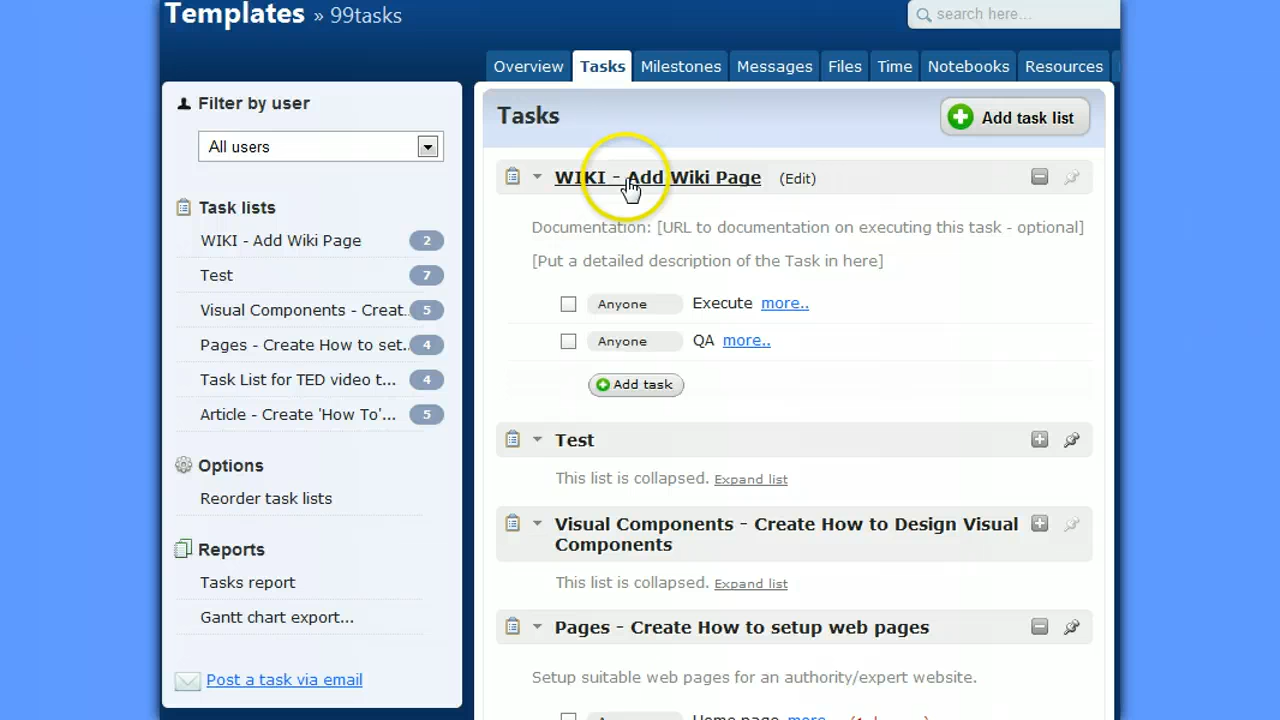 Templates » 99tasks
search here...
Overview Tasks Milestones Messages Files Time Notebooks Resources
Filter by user
All users
Task lists
WIKI - Add Wiki Page 2
Test 7
Visual Components - Creat.. 5
Pages - Create How to set.. 4
Task List for TED video t... 4
Article - Create 'How To'... 5
Options
Reorder task lists
Reports
Tasks report
Gantt chart export...
Post a task via email
Tasks
Add task list
WIKI - Add Wiki Page (Edit)
Documentation: [URL to documentation on executing this task - optional]
[Put a detailed description of the Task in here]
Anyone Execute more..
Anyone QA more..
Add task
Test
This list is collapsed. Expand list
Visual Components - Create How to Design Visual
Components
This list is collapsed. Expand list
Pages - Create How to setup web pages
Setup suitable web pages for an authority/expert website.
Anyone Home page more..